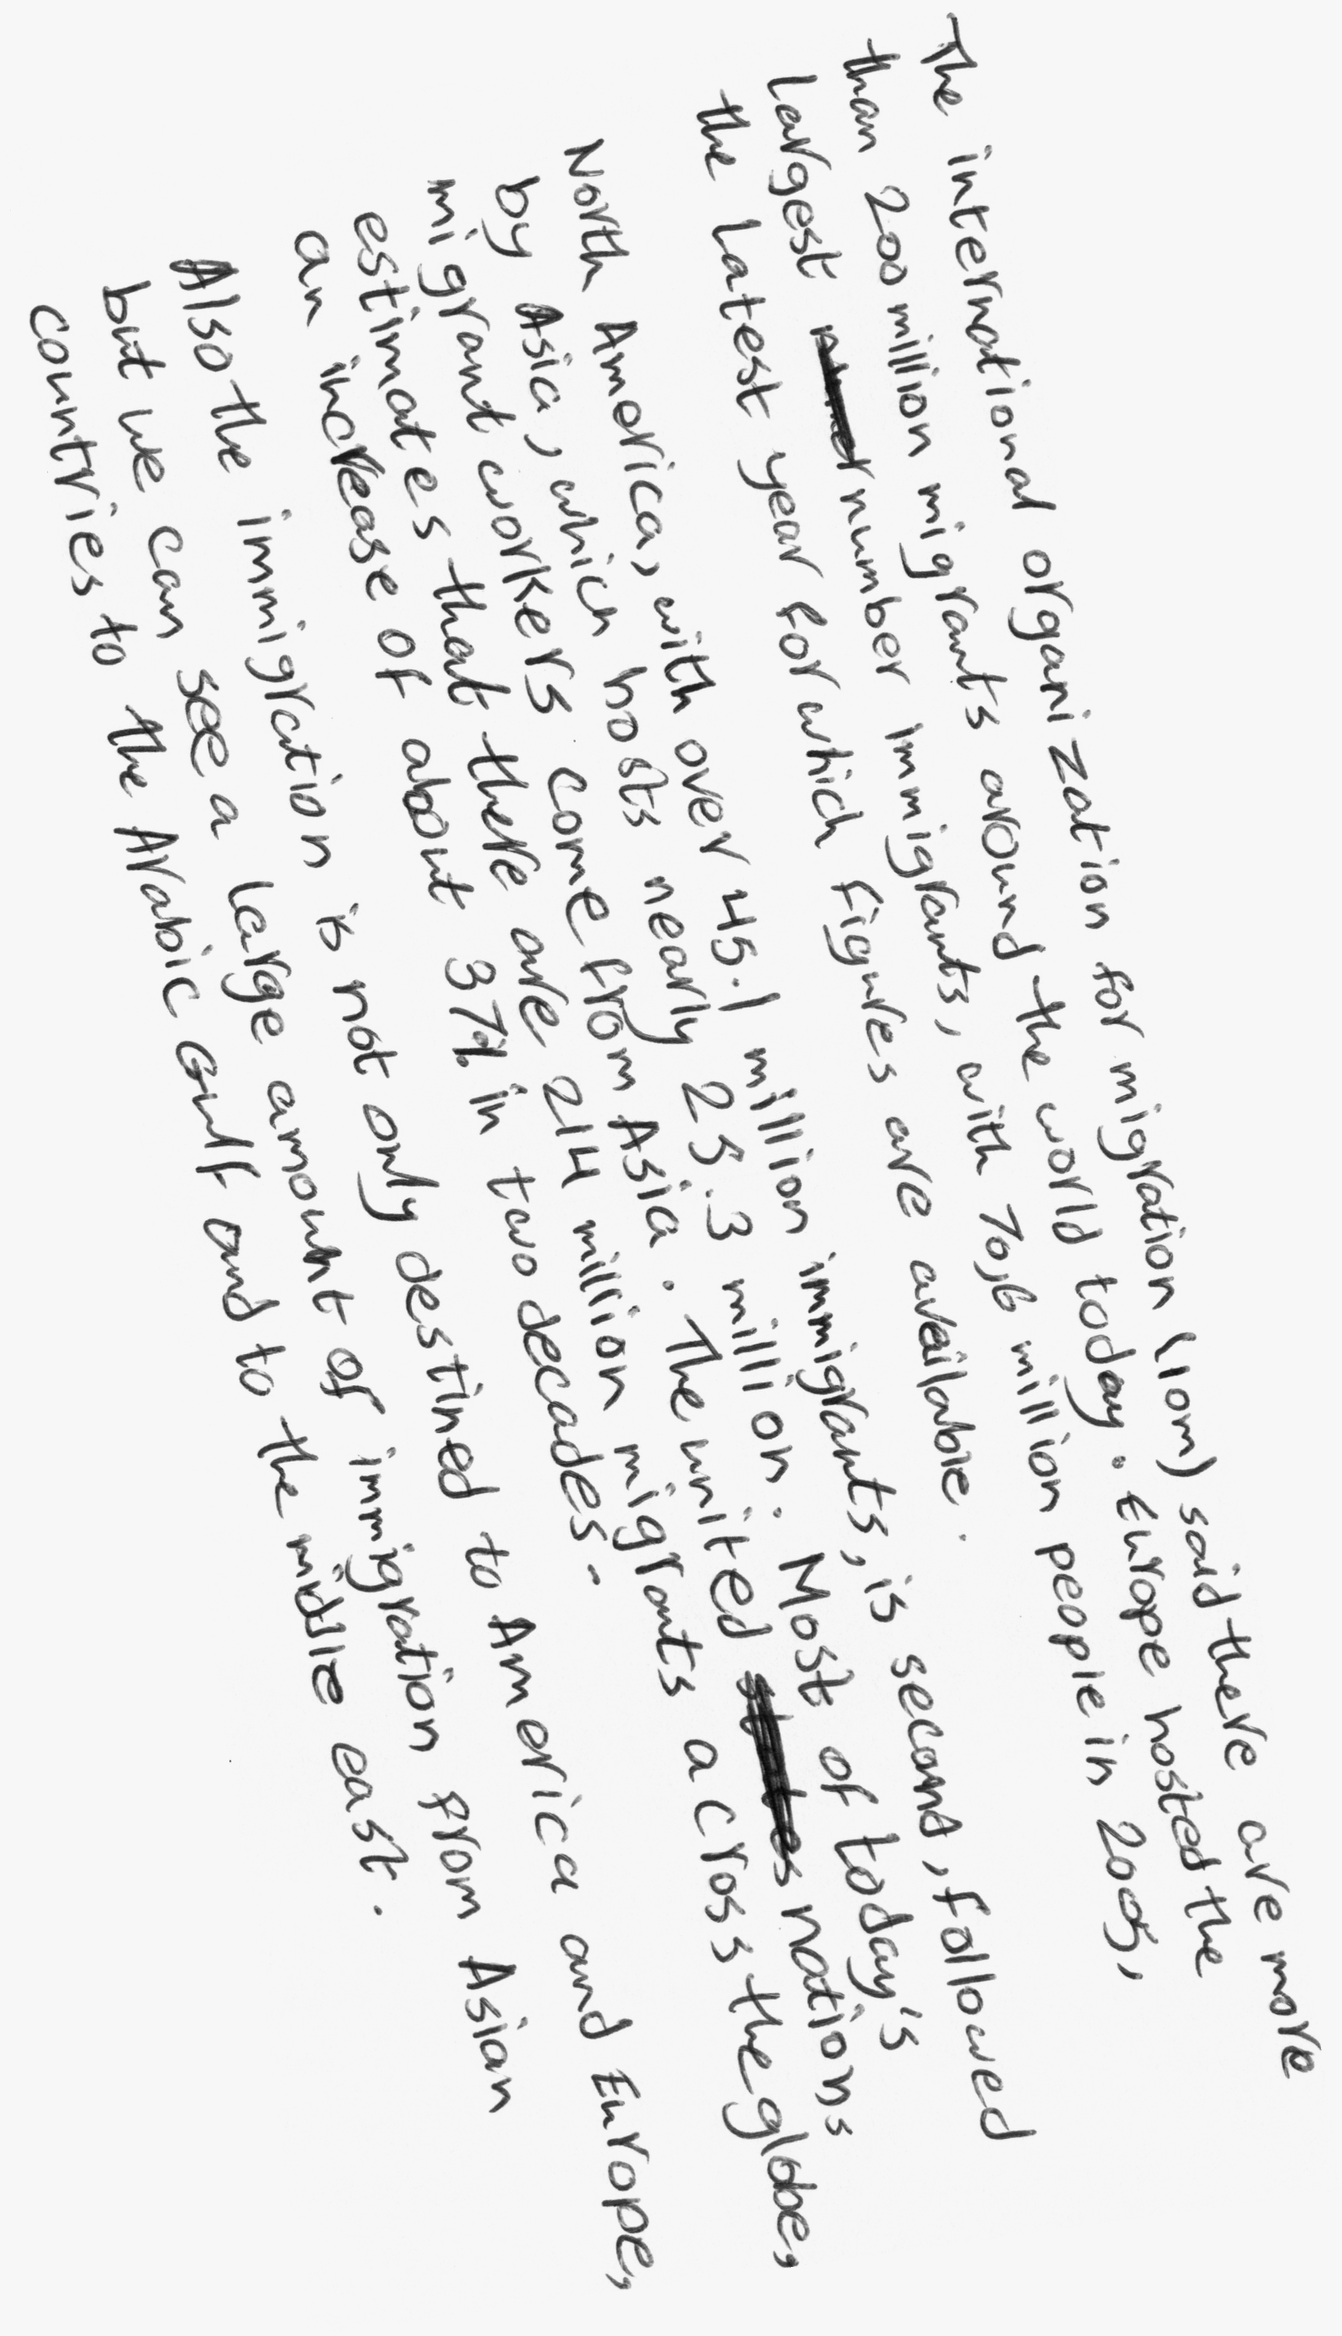 The international organization for migration (iom) said there are more
than 200 million migrants around the world today. Europe hosted the
largest number immigrants, with 70,6 million people in 2005,
the latest year for which figures are available.
North America, with over 45.1 million immigrants, is second, followed
by Asia, which hosts nearly 25.3 million. Most of today's
migrant workers come from Asia. The united nations
estimates that there are 214 million migrants across the globe,
an increase of about 37% in two decades.
Also the immigration is not only destined to America and Europe,
but we can see a large amount of immigration from Asian
countries to the Arabic Gulf and to the middle east.